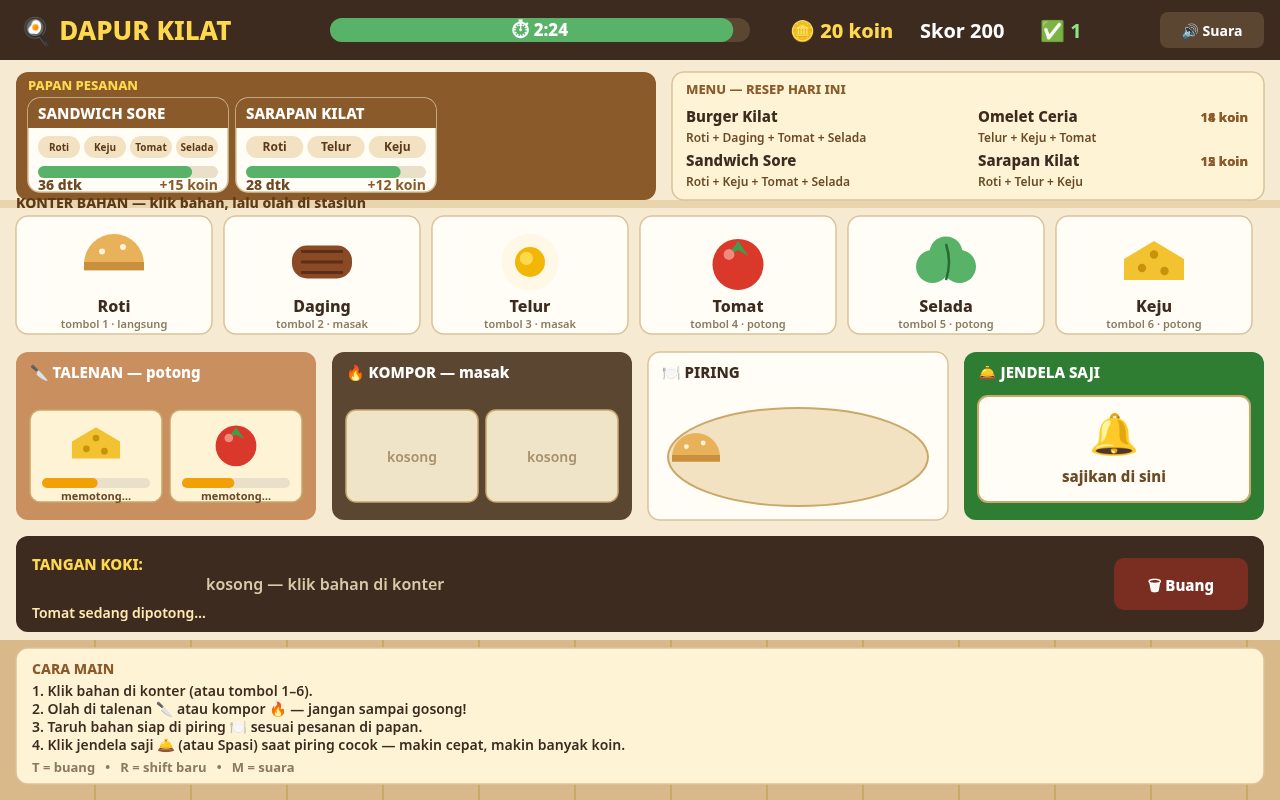 DAPUR KILAT
2:24
20 koin
Skor 200
1
Suara
PAPAN PESANAN
SANDWICH SORE
Roti Keju Tomat Selada
36 dtk +15 koin
SARAPAN KILAT
Roti Telur Keju
28 dtk +12 koin
MENU — RESEP HARI INI
Burger Kilat
Roti + Daging + Tomat + Selada
Omelet Ceria koin
Telur + Keju + Tomat
Sandwich Sore
Roti + Keju + Tomat + Selada
Sarapan Kilat koin
Roti + Telur + Keju
KONTER BAHAN — klik bahan, lalu olah di stasiun
Roti
tombol 1 · langsung
Daging
tombol 2 · masak
Telur
tombol 3 · masak
Tomat
tombol 4 · potong
Selada
tombol 5 · potong
Keju
tombol 6 · potong
TALENAN — potong
memotong...
memotong...
KOMPOR — masak
kosong
kosong
PIRING
JENDELA SAJI
sajikan di sini
TANGAN KOKI:
kosong — klik bahan di konter
Tomat sedang dipotong...
Buang
CARA MAIN
1. Klik bahan di konter (atau tombol 1–6).
2. Olah di talenan 🔪 atau kompor 🔥 — jangan sampai gosong!
3. Taruh bahan siap di piring 🍽️ sesuai pesanan di papan.
4. Klik jendela saji 🛎️ (atau Spasi) saat piring cocok — makin cepat, makin banyak koin.
T = buang • R = shift baru • M = suara